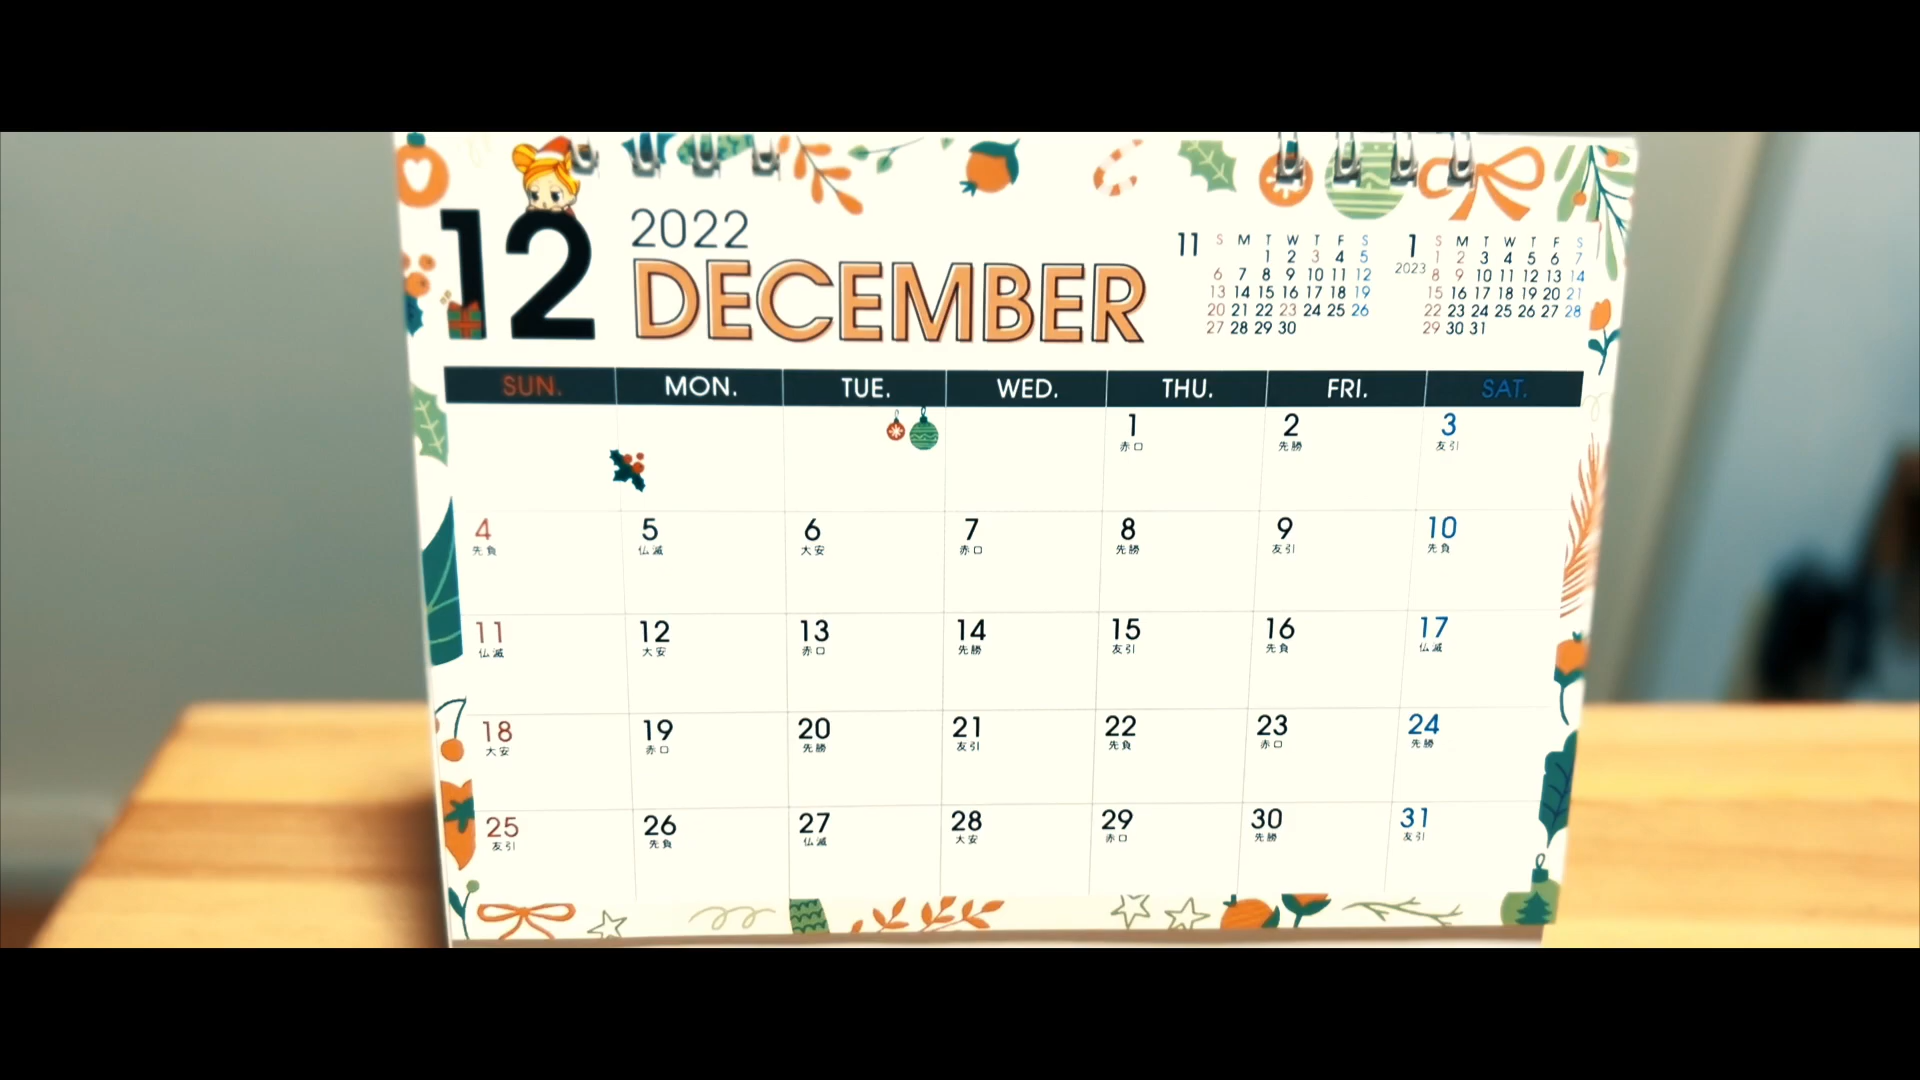 12
2022
DECEMBER
11
S M T W T F S
1 2 3 4 5
6 7 8 9 10 11 12
13 14 15 16 17 18 19
20 21 22 23 24 25 26
27 28 29 30
1
2023
S M T W T F S
1 2 3 4 5 6 7
8 9 10 11 12 13 14
15 16 17 18 19 20 21
22 23 24 25 26 27 28
29 30 31
SUN. MON. TUE. WED. THU. FRI. SAT.
1 2 3
赤口 先勝 友引
4 5 6 7 8 9 10
先負 仏滅 大安 赤口 先勝 友引 先負
11 12 13 14 15 16 17
仏滅 大安 赤口 先勝 友引 先負 仏滅
18 19 20 21 22 23 24
大安 赤口 先勝 友引 先負 赤口 先勝
25 26 27 28 29 30 31
友引 先負 仏滅 大安 赤口 先勝 友引